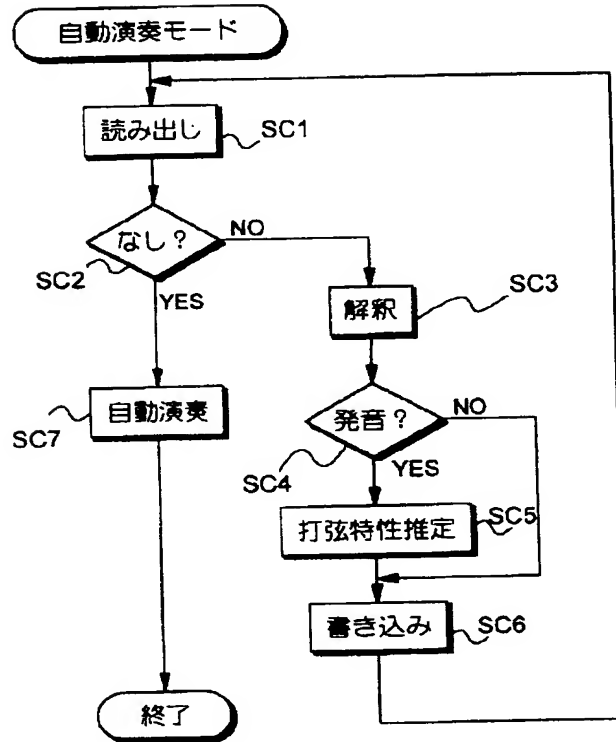 自動演奏モード
読み出し
SC1
なし？
NO
SC2
YES
解釈
SC3
自動演奏
SC7
発音？
NO
SC4
YES
打弦特性推定
SC5
書き込み
SC6
終了